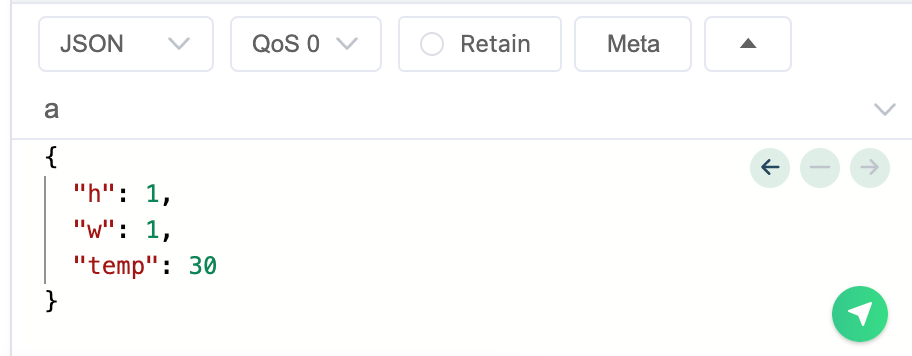 JSON QoS 0 Retain Meta
a
{
"h": 1,
"w": 1,
"temp": 30
}